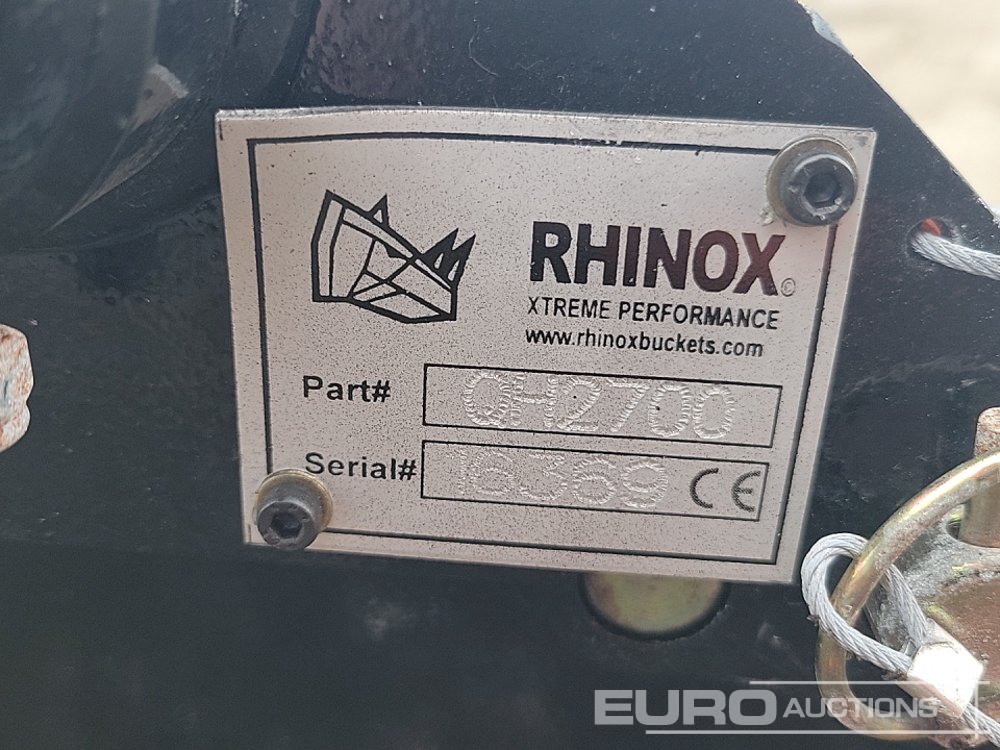 RHINOX©
XTREME PERFORMANCE
www.rhinoxbuckets.com
Part# QH2700
Serial# 18369 CE
EURO AUCTIONS